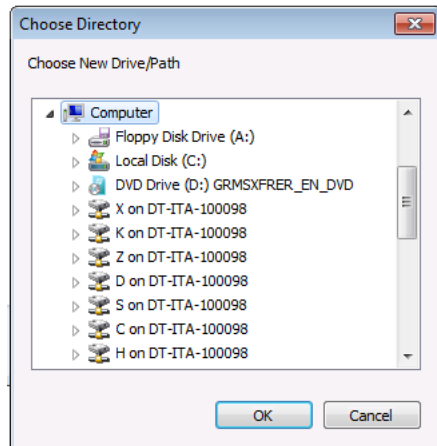 Choose Directory
Choose New Drive/Path
Computer
Floppy Disk Drive (A:)
Local Disk (C:)
DVD Drive (D:) GRMSXFRER_EN_DVD
X on DT-ITA-100098
K on DT-ITA-100098
Z on DT-ITA-100098
D on DT-ITA-100098
S on DT-ITA-100098
C on DT-ITA-100098
H on DT-ITA-100098
OK Cancel